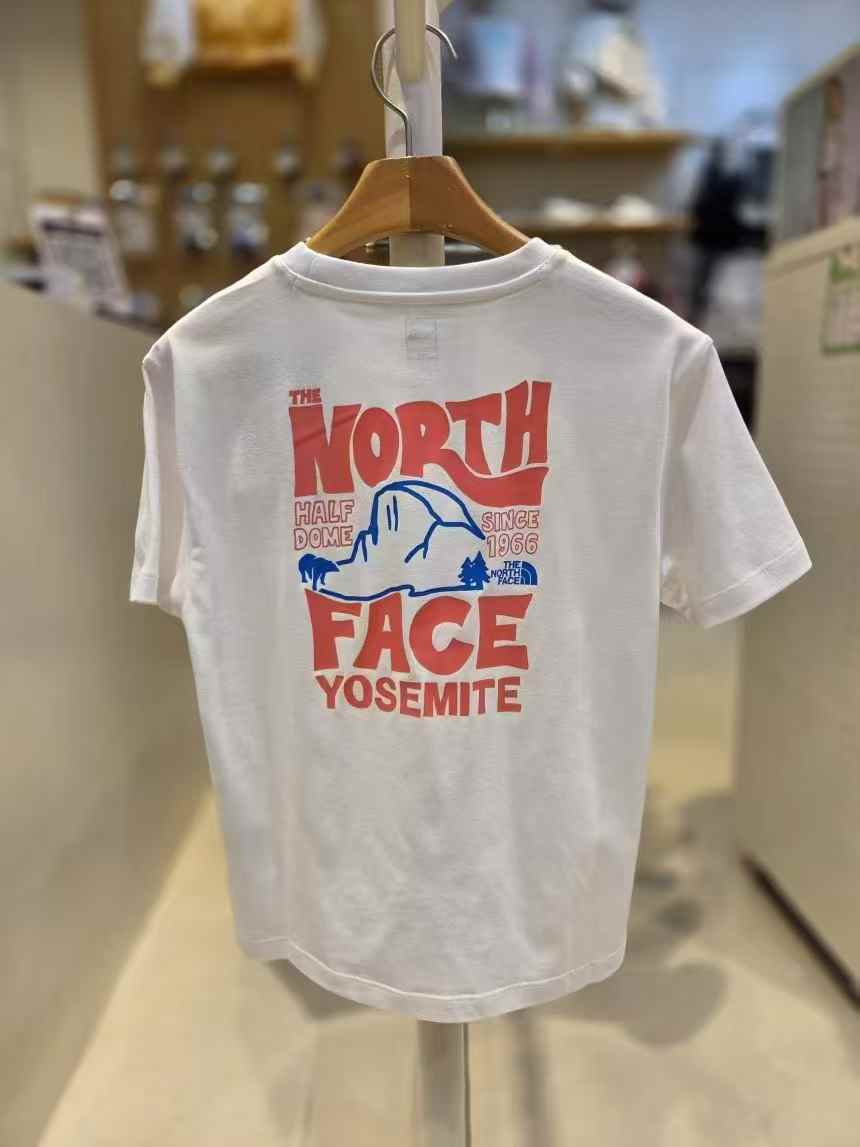 THE
NORTH
HALF
DOME
SINCE
1966
THE
NORTH
FACE
FACE
YOSEMITE